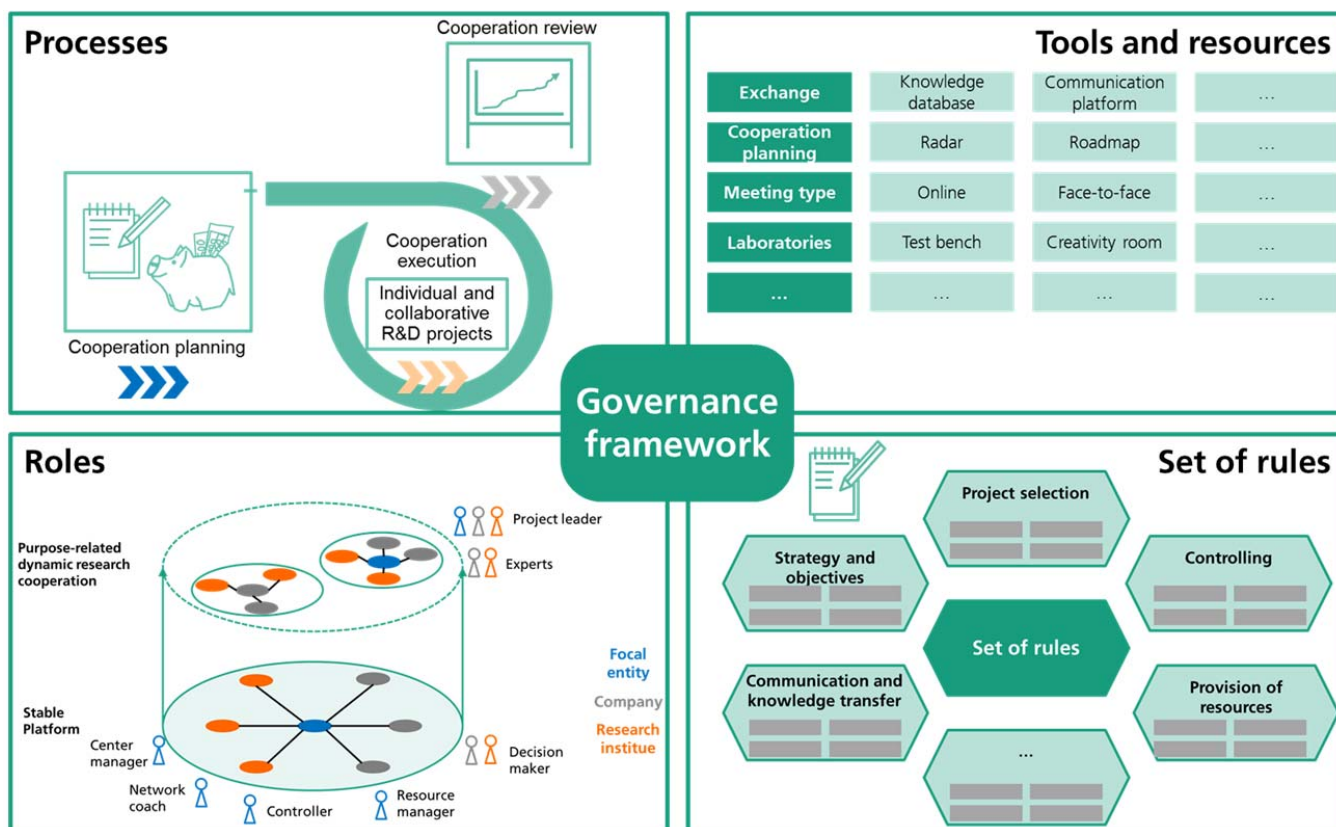 Processes
Cooperation review
Cooperation
execution
Individual and
collaborative
R&D projects
Cooperation planning
Tools and resources
Exchange
Knowledge
database
Communication
platform
...
Cooperation
planning
Radar
Roadmap
...
Meeting type
Online
Face-to-face
...
Laboratories
Test bench
Creativity room
...
...
...
...
...
Governance
framework
Roles
Purpose-related
dynamic research
cooperation
Project leader
Experts
Focal
entity
Company
Research
institue
Stable
Platform
Center
manager
Network
coach
Controller
Resource
manager
Decision
maker
Set of rules
Project selection
Strategy and
objectives
Controlling
Set of rules
Communication and
knowledge transfer
Provision of
resources
...